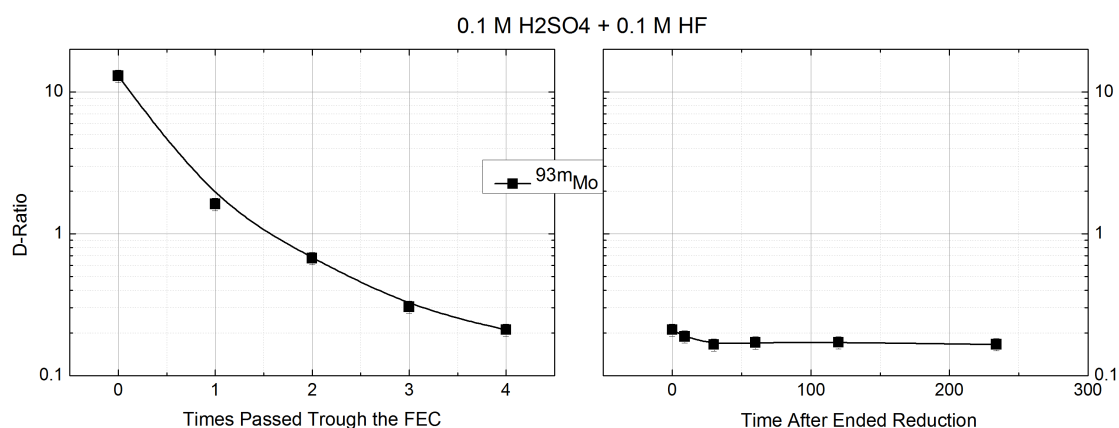 0.1 M H2SO4 + 0.1 M HF
D-Ratio
10
1
0.1
0 1 2 3 4
Times Passed Trough the FEC
93mMo
10
1
0.1
0 100 200 300
Time After Ended Reduction